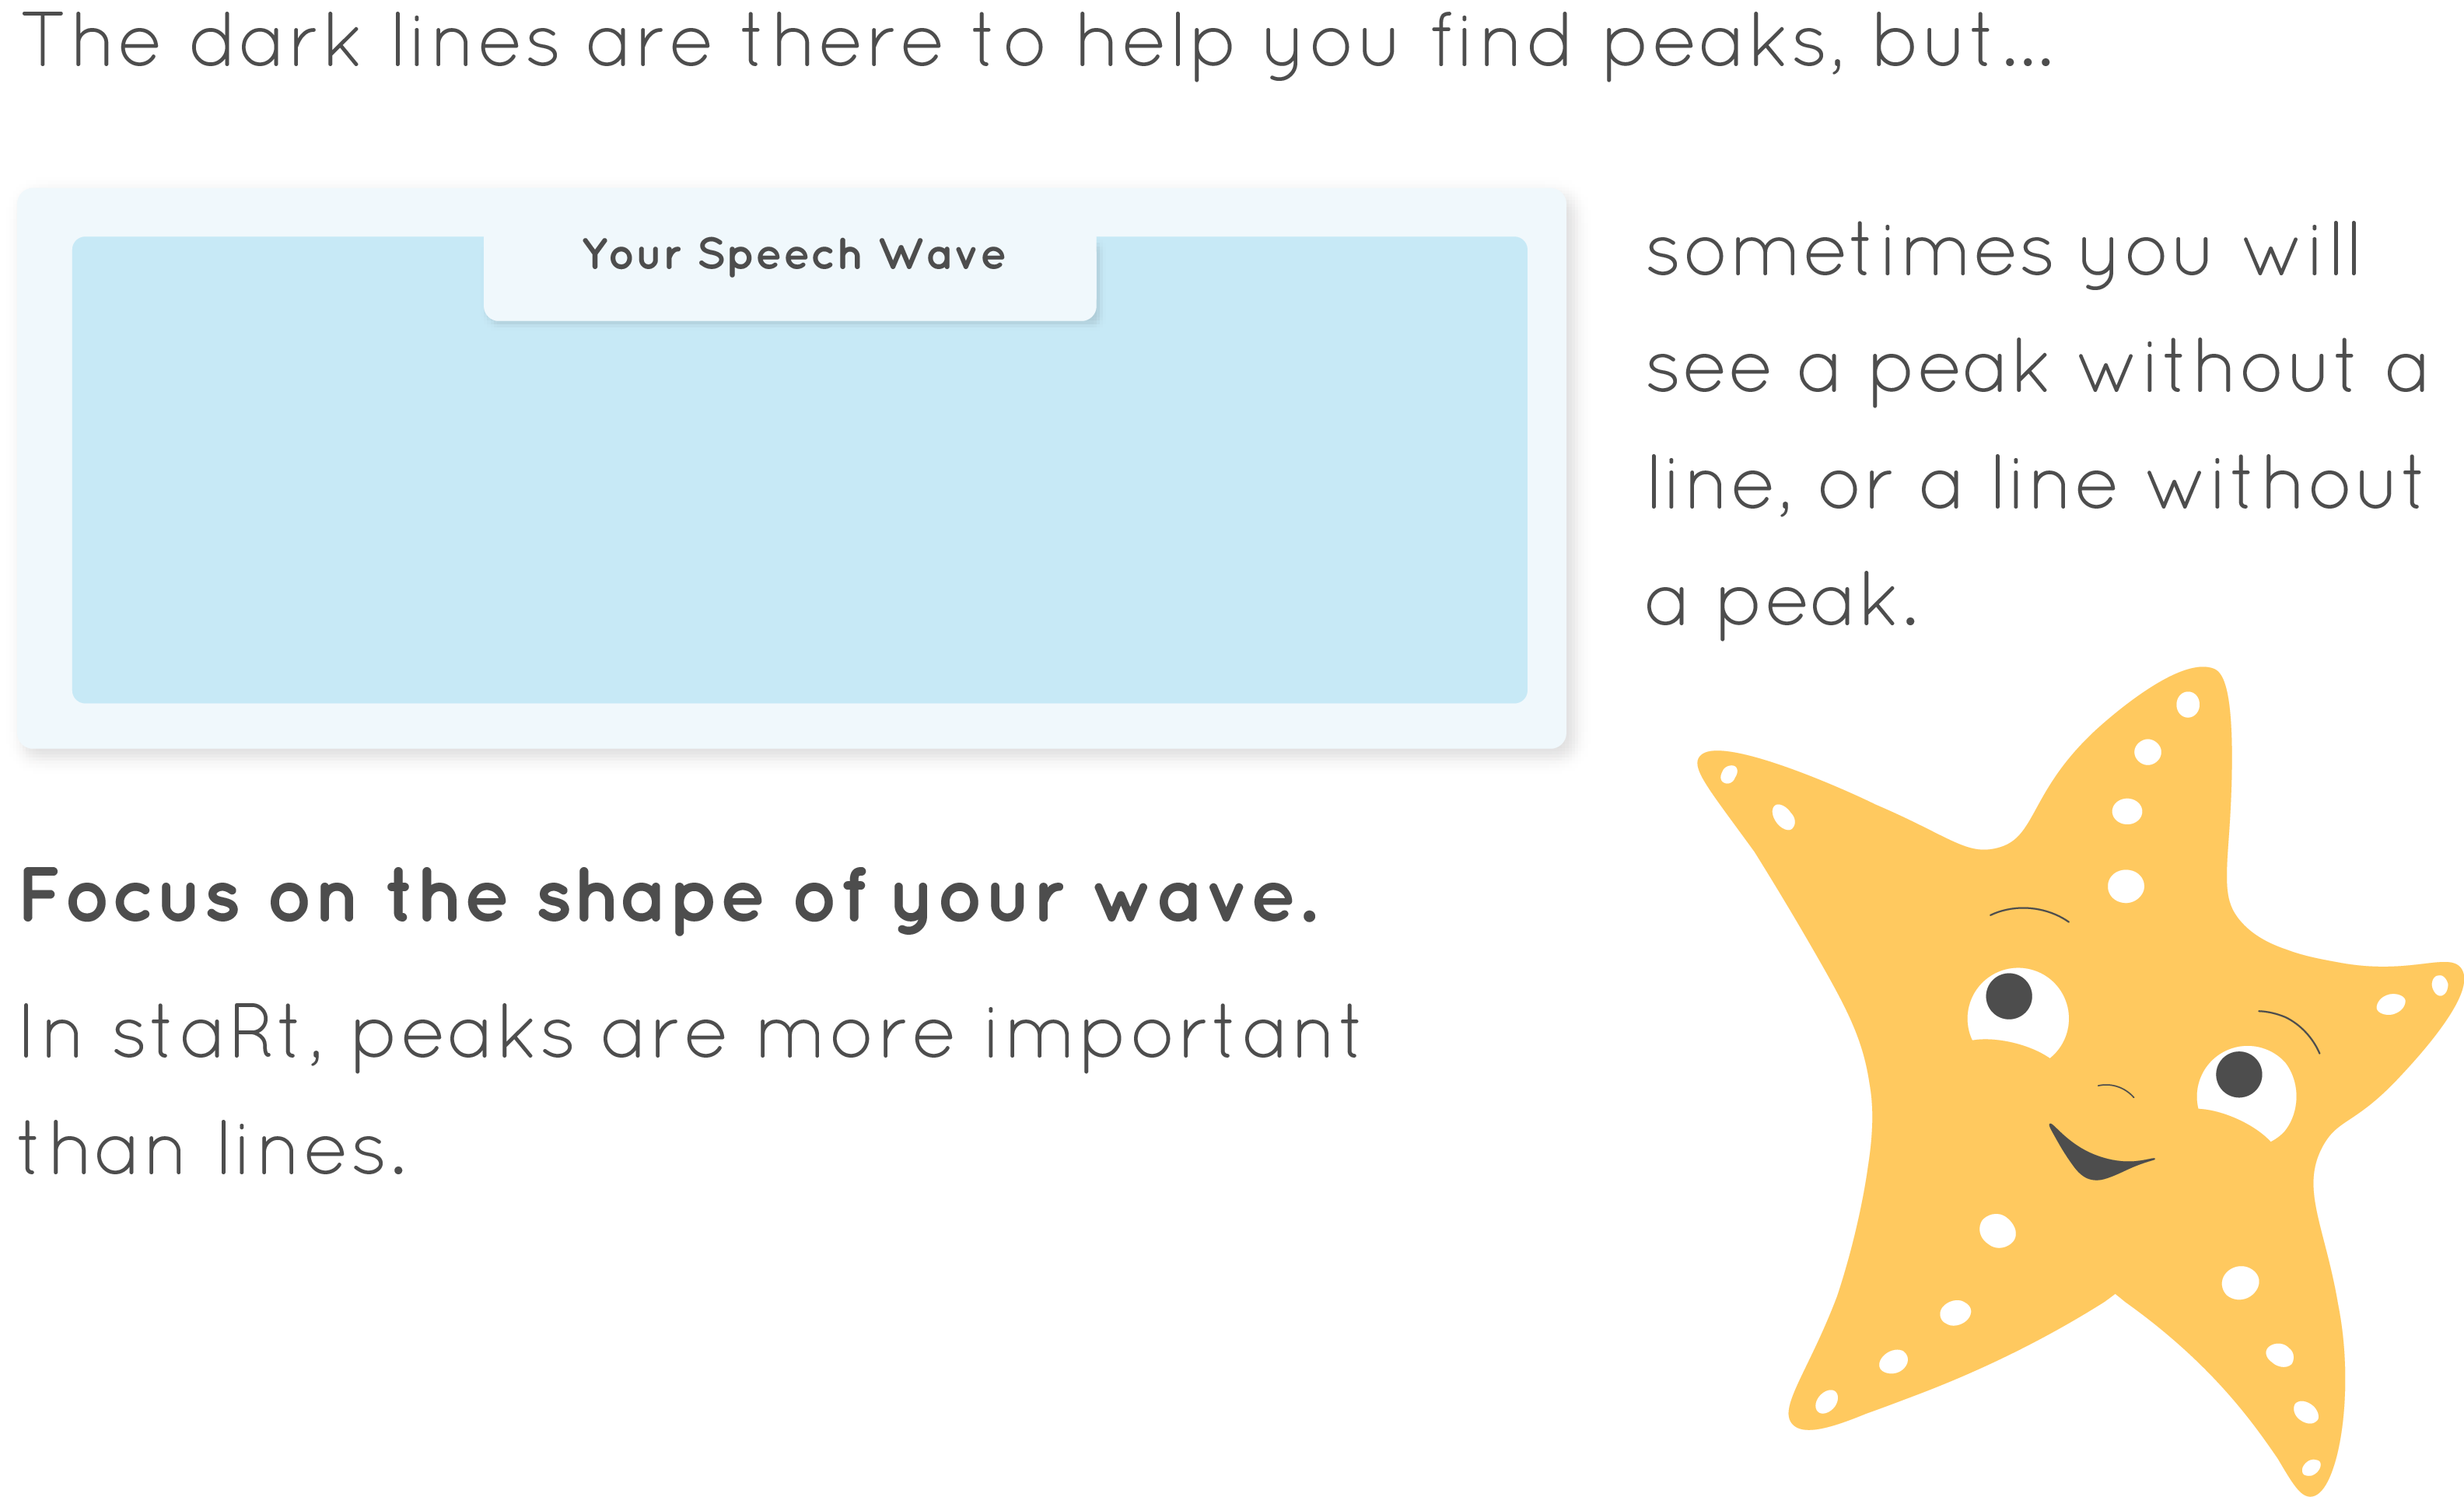 The dark lines are there to help you find peaks, but...
Your Speech Wave
sometimes you will
see a peak without a
line, or a line without
a peak.
Focus on the shape of your wave.
In staR, peaks are more important
than lines.